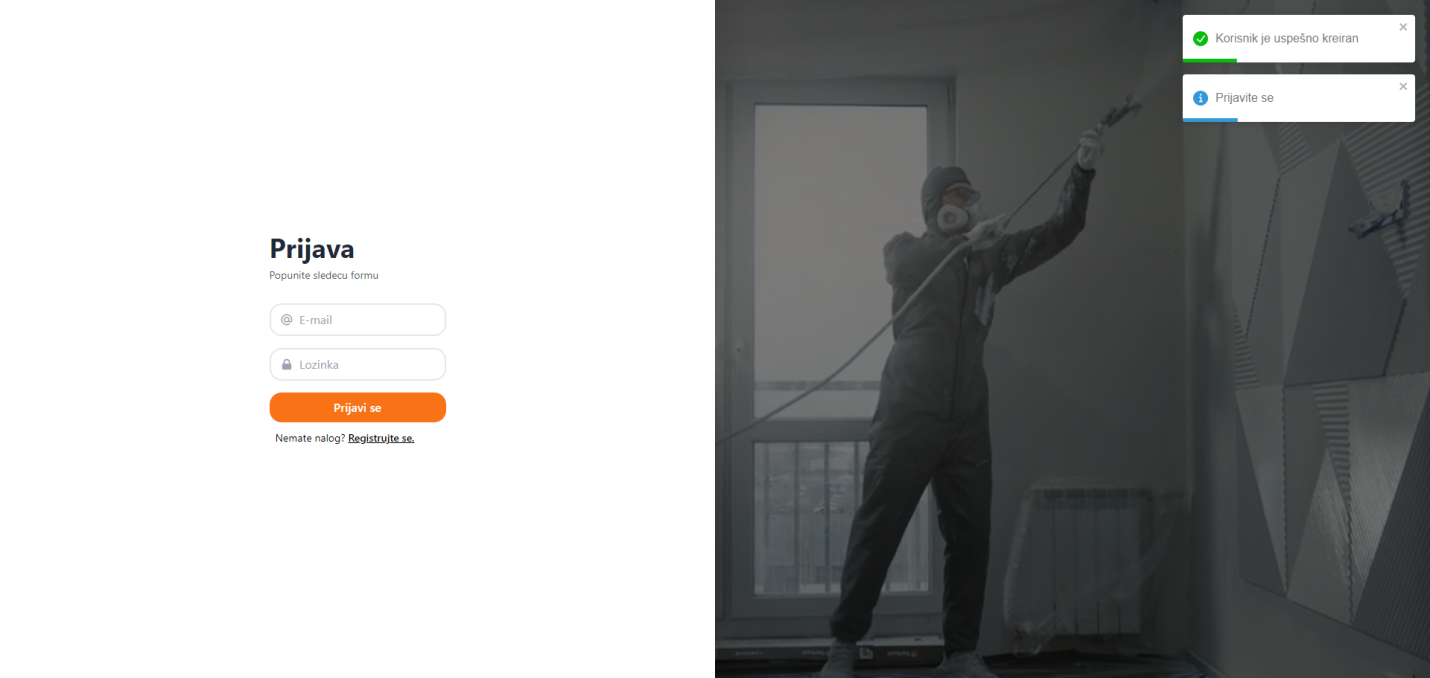 Korisnik je uspešno kreiran
Prijavite se
Prijava
Popunite sledecu formu
E-mail
Lozinka
Prijavi se
Nemate nalog? Registrujte se.